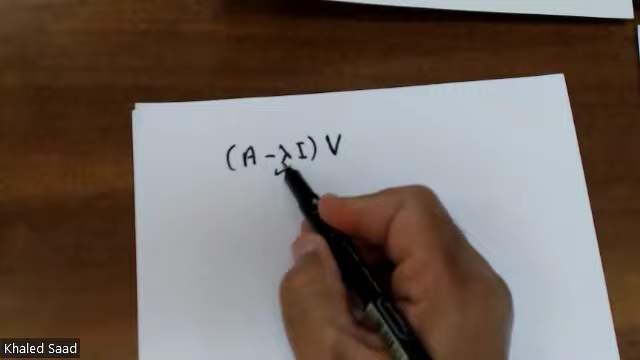 (A - λI) V
Khaled Saad